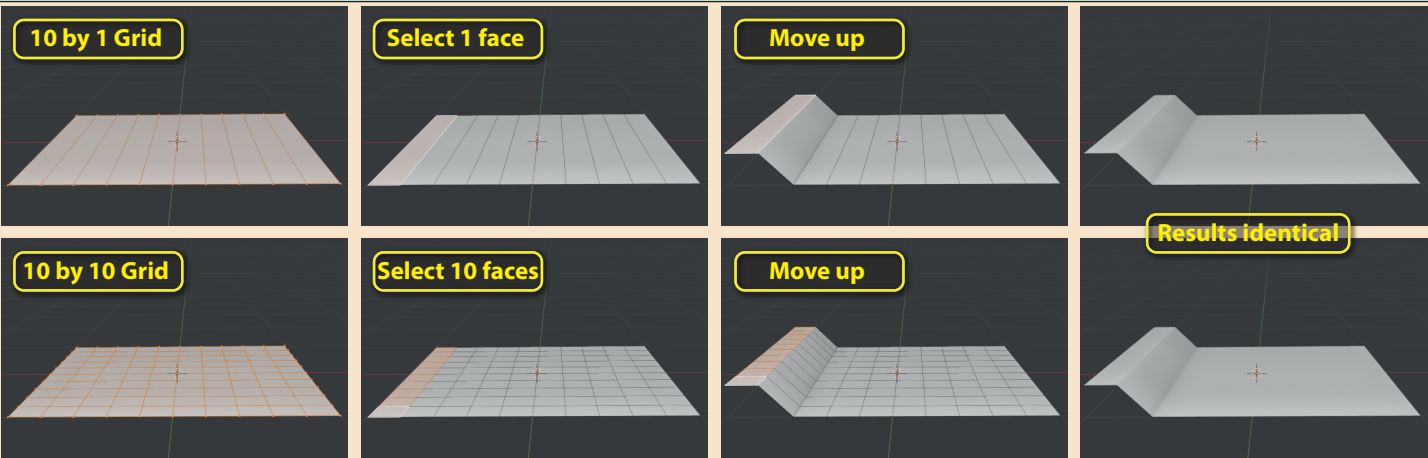 10 by 1 Grid
Select 1 face
Move up
Results identical
10 by 10 Grid
Select 10 faces
Move up